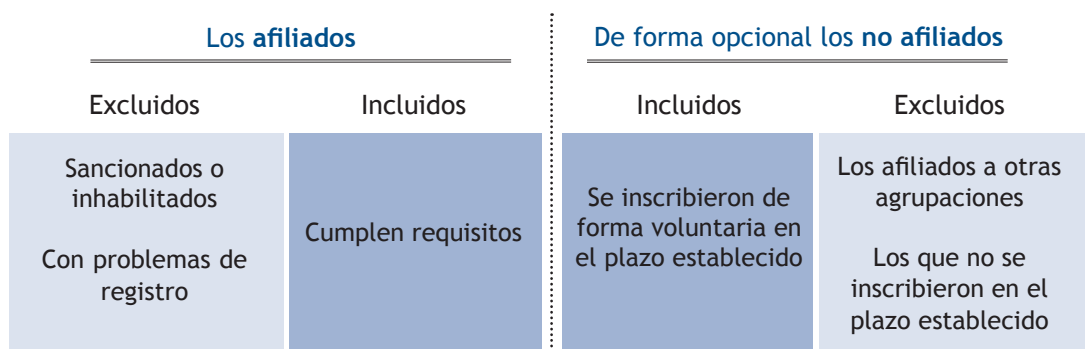 Los afiliados
De forma opcional los no afiliados
Excluidos
Incluidos
Incluidos
Excluidos
Sancionados o
inhabilitados
Con problemas de
registro
Cumplen requisitos
Se inscribieron de
forma voluntaria en
el plazo establecido
Los afiliados a otras
agrupaciones
Los que no se
inscribieron en el
plazo establecido